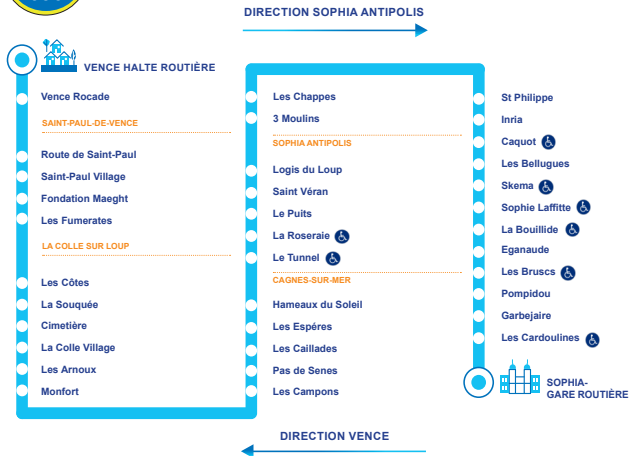 DIRECTION SOPHIA ANTIPOLIS
VENCE HALTE ROUTIÈRE
Vence Rocade
SAINT-PAUL-DE-VENCE
Route de Saint-Paul
Saint-Paul Village
Fondation Maeght
Les Fumerates
LA COLLE SUR LOUP
Les Côtes
La Souquée
Cimetière
La Colle Village
Les Arnoux
Monfort
Les Chappes
3 Moulins
SOPHIA ANTIPOLIS
Logis du Loup
Saint Véran
Le Puits
La Roseraie
Le Tunnel
CAGNES-SUR-MER
Hameaux du Soleil
Les Espéres
Les Caillades
Pas de Senes
Les Campons
St Philippe
Inria
Caquot
Les Bellugues
Skema
Sophie Laffitte
La Bouillide
Eganaude
Les Bruscs
Pompidou
Garbejaire
Les Cardoulines
SOPHIA-
GARE ROUTIÈRE
DIRECTION VENCE